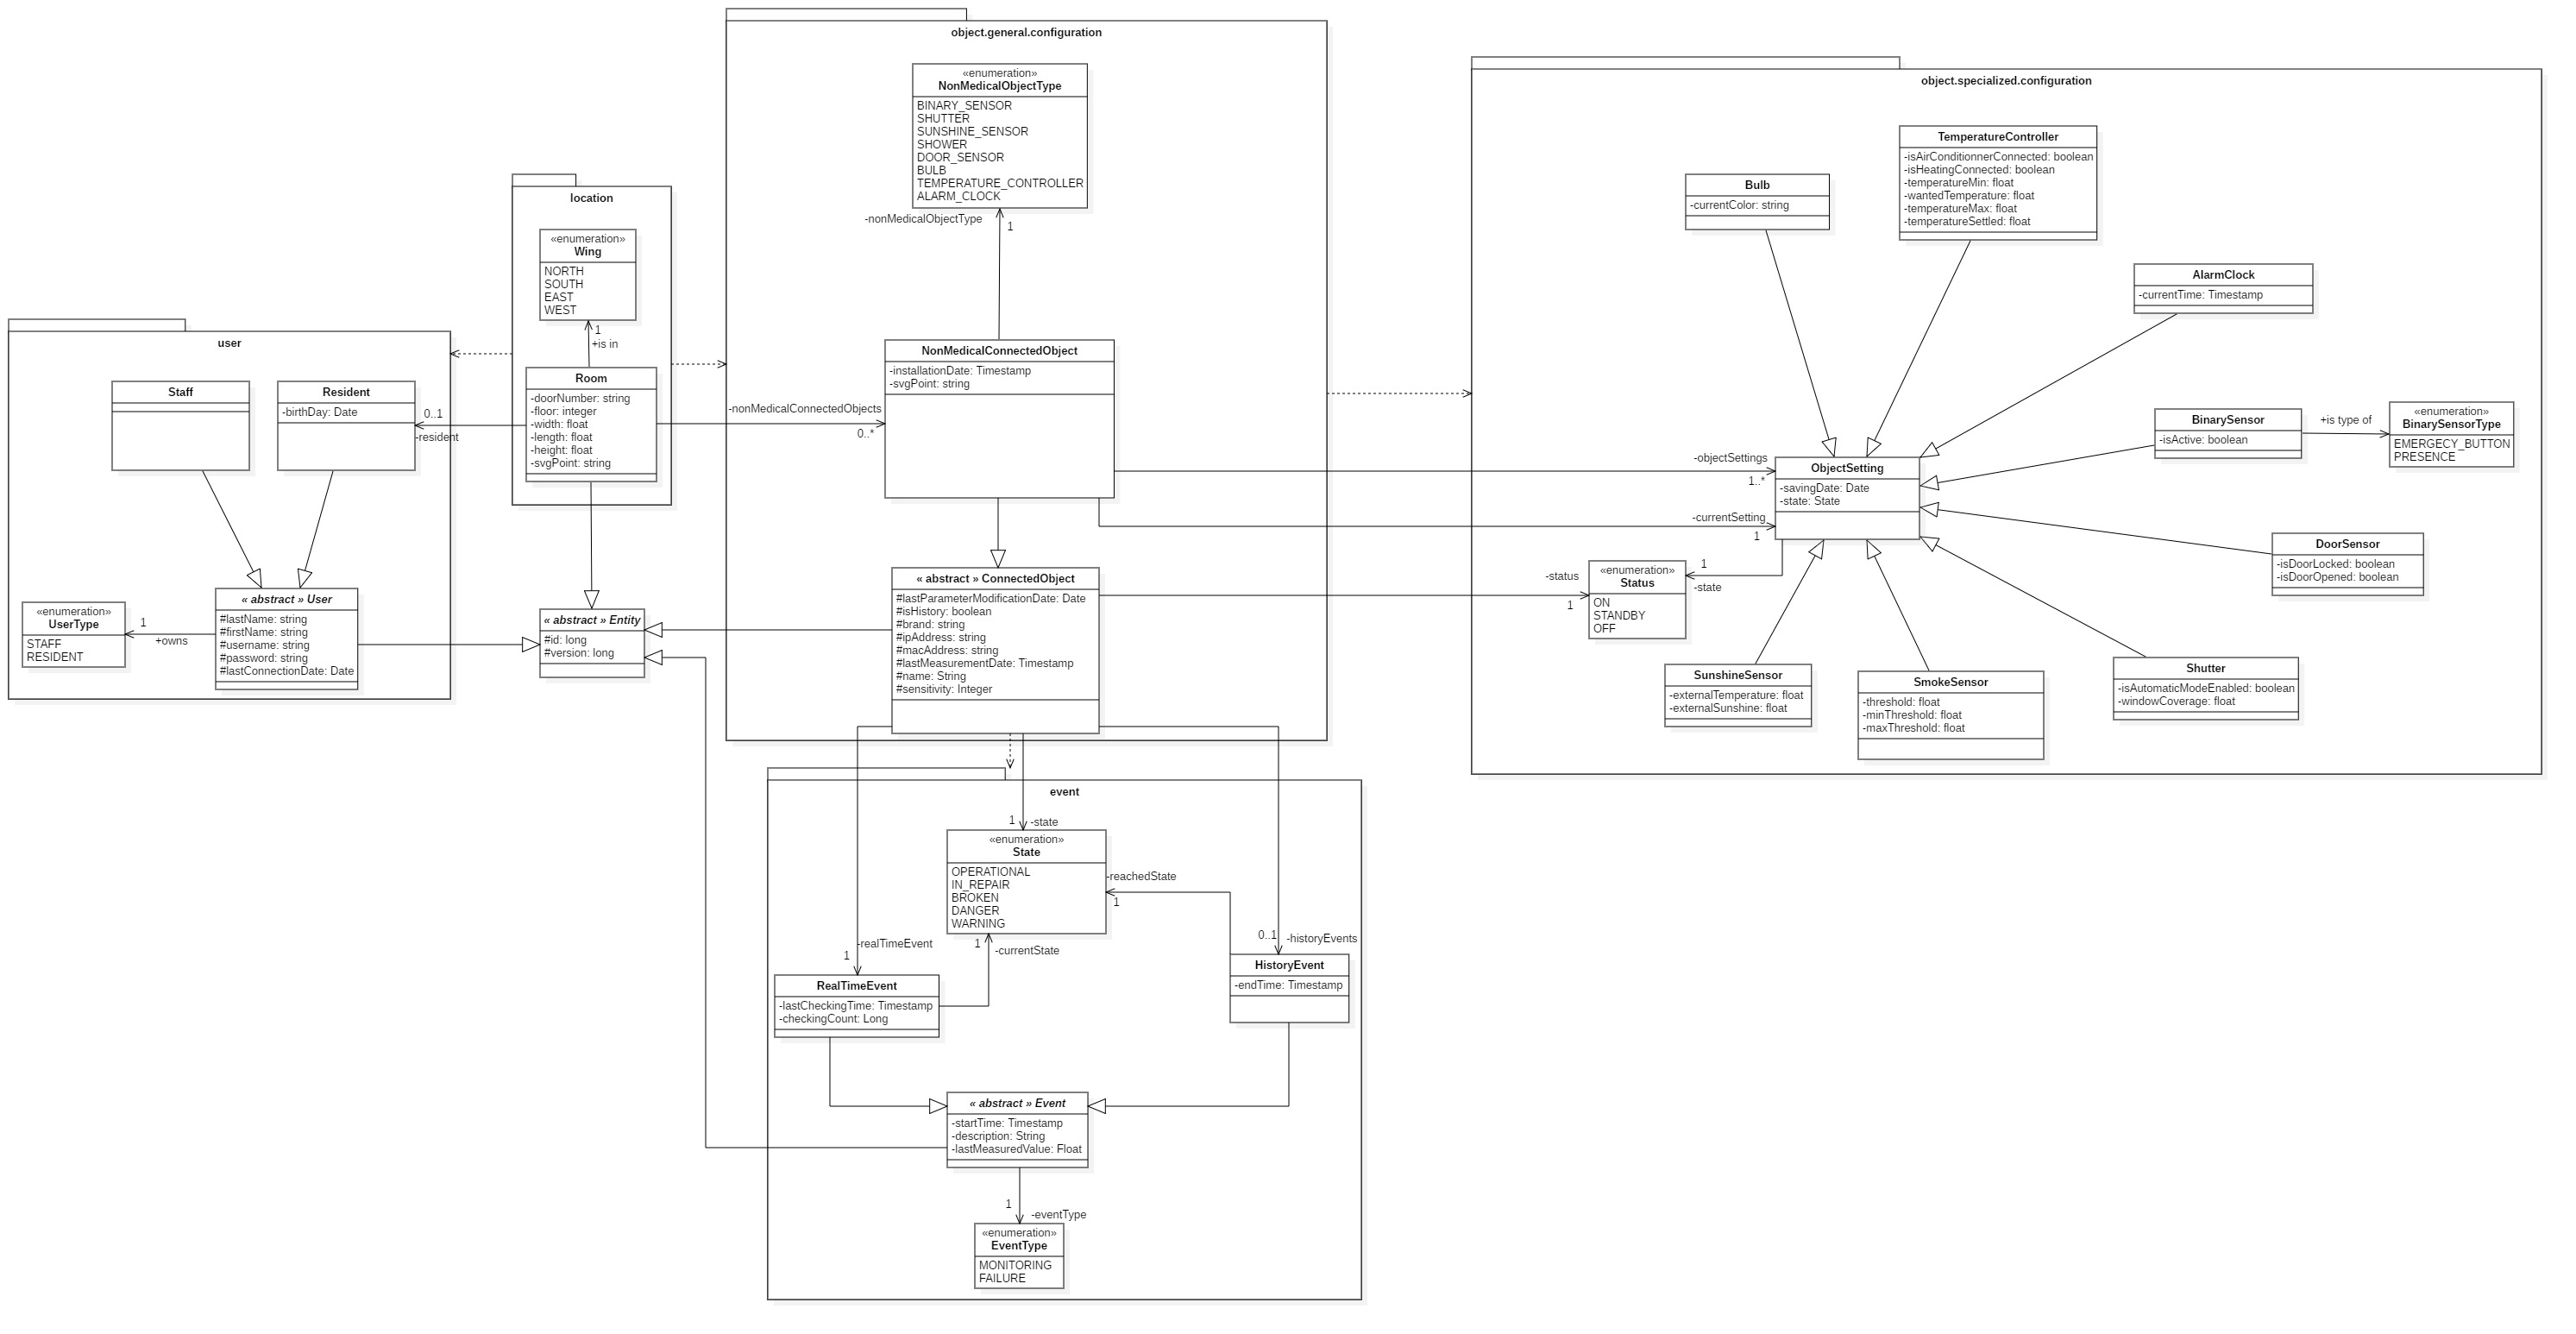 user
Staff
Resident
-birthDay: Date
0..1
-resident
« abstract » User
#lastName: string
#firstName: string
#username: string
#password: string
#lastConnectionDate: Date
«enumeration»
UserType
STAFF
RESIDENT
1
+owns
location
«enumeration»
Wing
NORTH
SOUTH
EAST
WEST
1
+is in
Room
-doorNumber: string
-floor: integer
-width: float
-length: float
-height: float
-svgPoint: string
« abstract » Entity
#id: long
#version: long
object.general.configuration
«enumeration»
NonMedicalObjectType
BINARY_SENSOR
SHUTTER
SUNSHINE_SENSOR
SHOWER
DOOR_SENSOR
BULB
TEMPERATURE_CONTROLLER
ALARM_CLOCK
-nonMedicalObjectType
1
NonMedicalConnectedObject
-installationDate: Timestamp
-svgPoint: string
-nonMedicalConnectedObjects
0..*
« abstract » ConnectedObject
#lastParameterModificationDate: Date
#isHistory: boolean
#brand: string
#ipAddress: string
#macAddress: string
#lastMeasurementDate: Timestamp
#name: String
#sensitivity: Integer
object.specialized.configuration
Bulb
-currentColor: string
TemperatureController
-isAirConditionnerConnected: boolean
-isHeatingConnected: boolean
-temperatureMin: float
-wantedTemperature: float
-temperatureMax: float
-temperatureSettled: float
AlarmClock
-currentTime: Timestamp
BinarySensor
-isActive: boolean
+is type of
«enumeration»
BinarySensorType
EMERGECY_BUTTON
PRESENCE
-objectSettings
1..*
ObjectSetting
-savingDate: Date
-state: State
-currentSetting
1
DoorSensor
-isDoorLocked: boolean
-isDoorOpened: boolean
-status
1
«enumeration»
Status
ON
STANDBY
OFF
1
-state
SunshineSensor
-externalTemperature: float
-externalSunshine: float
SmokeSensor
-threshold: float
-minThreshold: float
-maxThreshold: float
Shutter
-isAutomaticModeEnabled: boolean
-windowCoverage: float
event
1
-state
«enumeration»
State
OPERATIONAL
IN_REPAIR
BROKEN
DANGER
WARNING
-reachedState
1
-realTimeEvent
1
1
-currentState
0..1
-historyEvents
RealTimeEvent
-lastCheckingTime: Timestamp
-checkingCount: Long
HistoryEvent
-endTime: Timestamp
« abstract » Event
-startTime: Timestamp
-description: String
-lastMeasuredValue: Float
1
-eventType
«enumeration»
EventType
MONITORING
FAILURE